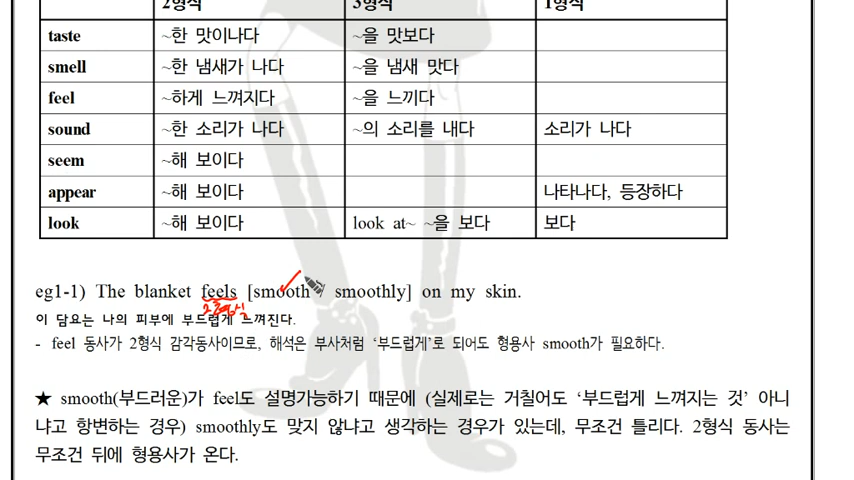 2형식 3형식 1형식
taste ~한 맛이나다 ~을 맛보다
smell ~한 냄새가 나다 ~을 냄새 맡다
feel ~하게 느껴지다 ~을 느끼다
sound ~한 소리가 나다 ~의 소리를 내다 소리가 나다
seem ~해 보이다
appear ~해 보이다 나타나다, 등장하다
look ~해 보이다 look at~ ~을 보다 보다
eg1-1) The blanket feels [smooth / smoothly] on my skin.
2형식
이 담요는 나의 피부에 부드럽게 느껴진다.
- feel 동사가 2형식 감각동사이므로, 해석은 부사처럼 ‘부드럽게’로 되어도 형용사 smooth가 필요하다.
★ smooth(부드러운)가 feel도 설명가능하기 때문에 (실제로는 거칠어도 ‘부드럽게 느껴지는 것’ 아니
냐고 항변하는 경우) smoothly도 맞지 않냐고 생각하는 경우가 있는데, 무조건 틀리다. 2형식 동사는
무조건 뒤에 형용사가 온다.